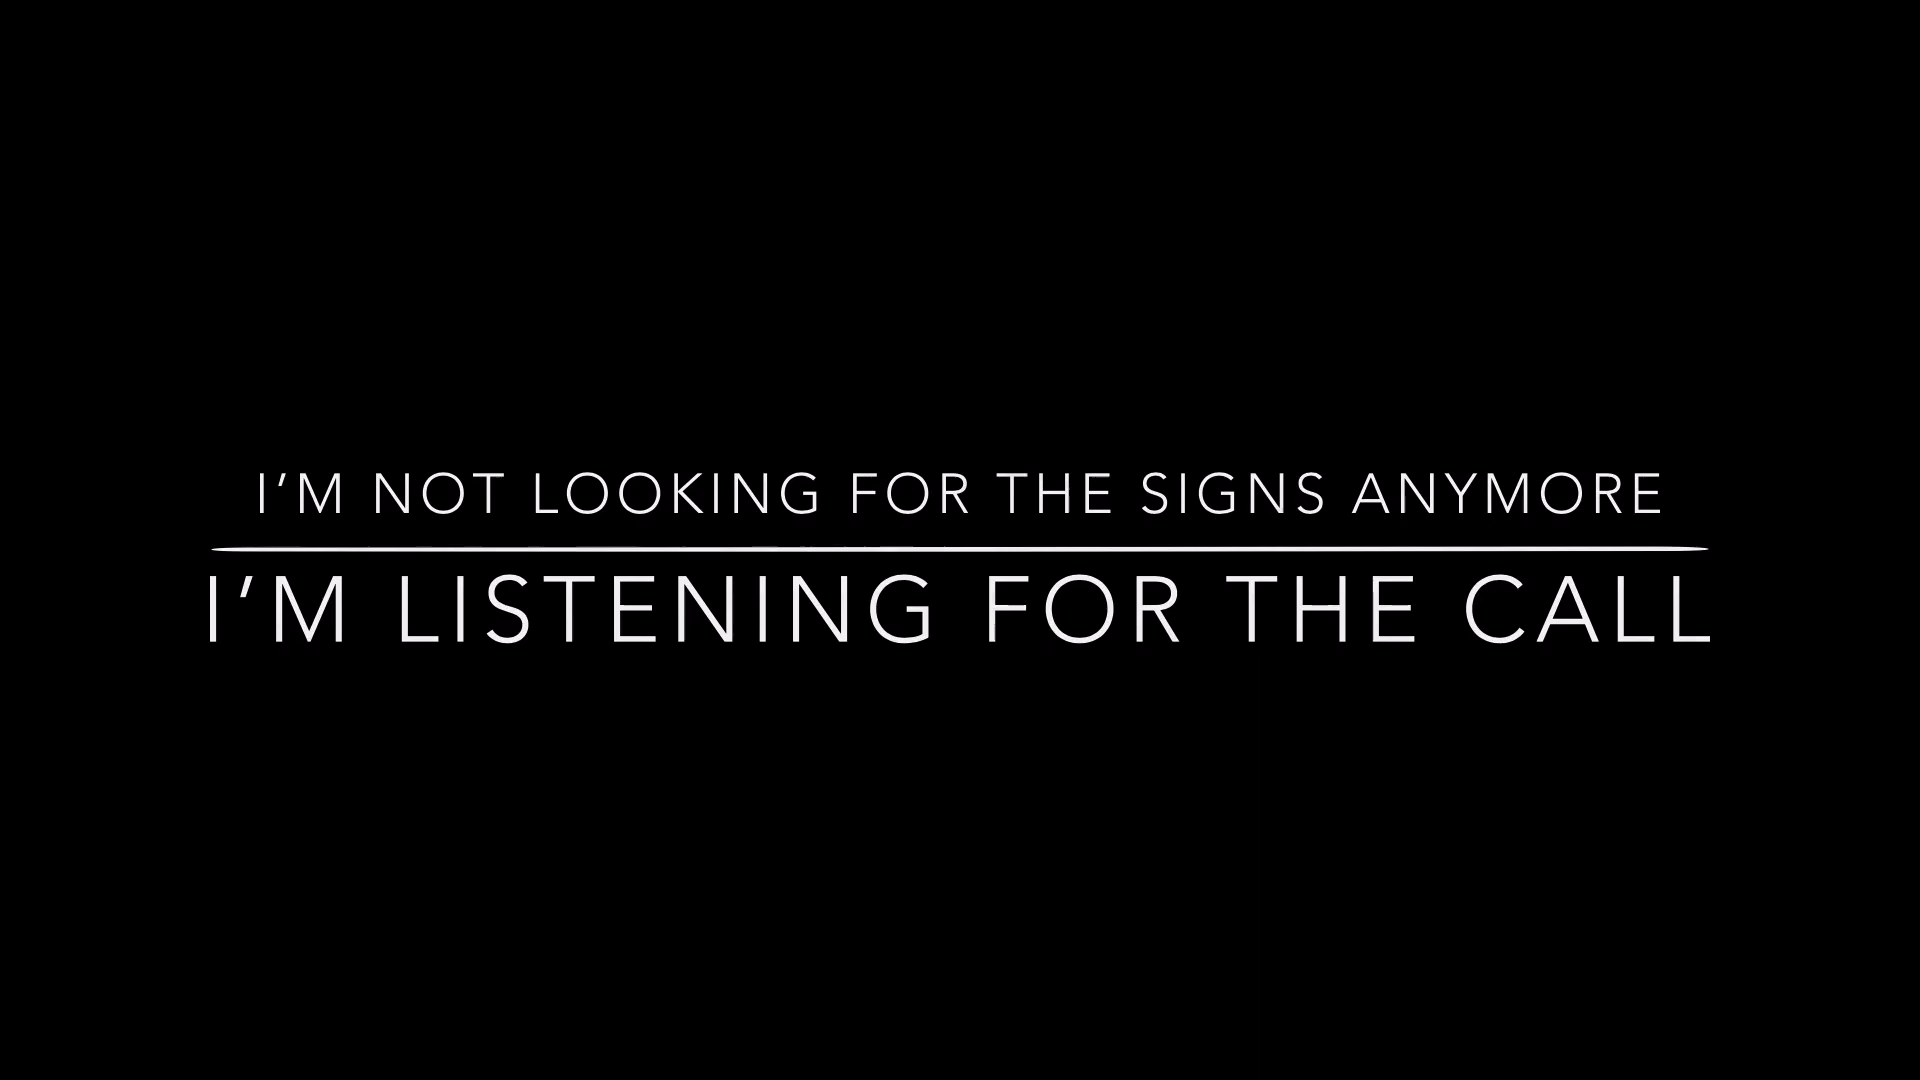 I’M NOT LOOKING FOR THE SIGNS ANYMORE
I’M LISTENING FOR THE CALL